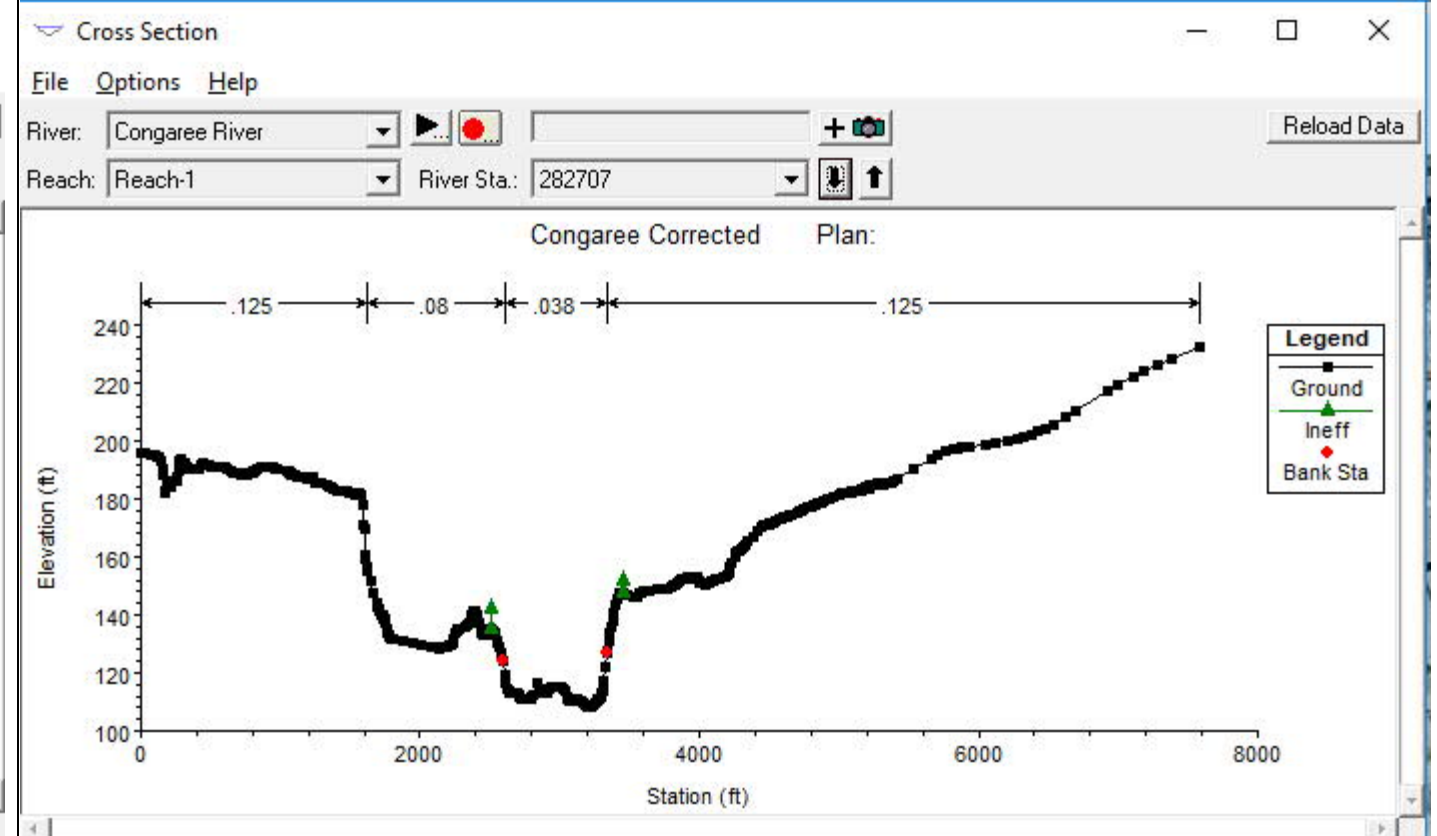 Cross Section
File Options Help
River: Congaree River Reload Data
Reach: Reach-1 River Sta.: 282707
Congaree Corrected Plan:
.125 .08 .038 .125
240
220
200
180
160
140
120
100
Elevation (ft)
0 2000 4000 6000 8000
Station (ft)
Legend
Ground
Ineff
Bank Sta